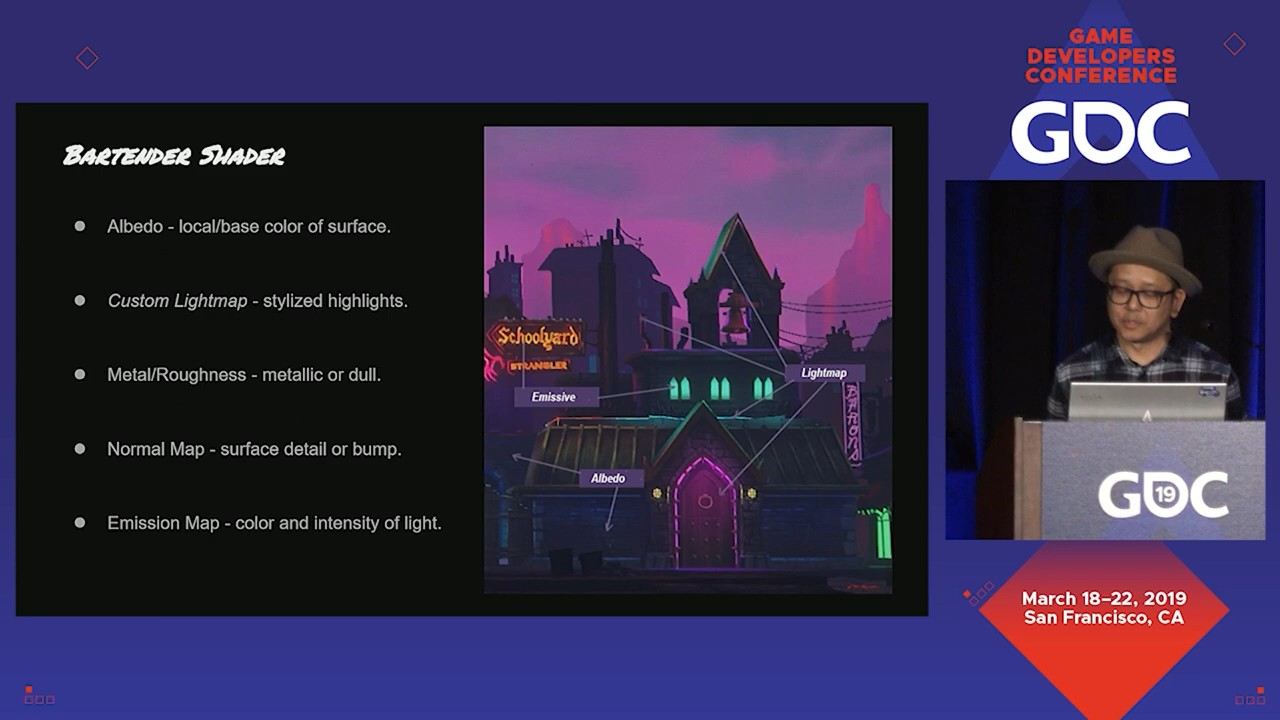 GAME
DEVELOPERS
CONFERENCE
GDC
Bartender Shader
● Albedo - local/base color of surface.
● Custom Lightmap - stylized highlights.
● Metal/Roughness - metallic or dull.
● Normal Map - surface detail or bump.
● Emission Map - color and intensity of light.
Schoolyard
STRANGLER
Lightmap
Emissive
Albedo
GDC
19
March 18–22, 2019
San Francisco, CA